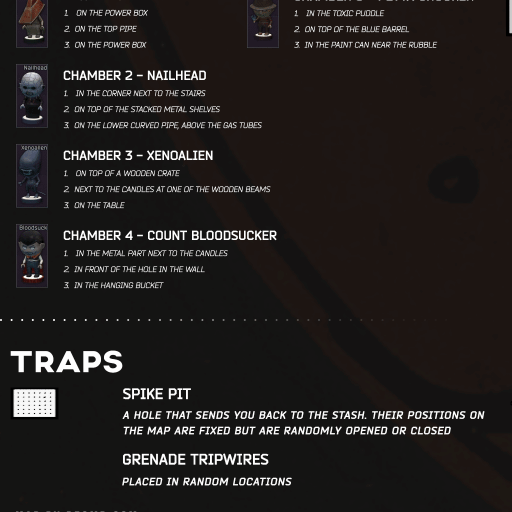 1. ON THE POWER BOX
2. ON THE TOP PIPE
3. ON THE POWER BOX
1. IN THE TOXIC PUDDLE
2. ON TOP OF THE BLUE BARREL
3. IN THE PAINT CAN NEAR THE RUBBLE
Nailhead
CHAMBER 2 - NAILHEAD
1. IN THE CORNER NEXT TO THE STAIRS
2. ON TOP OF THE STACKED METAL SHELVES
3. ON THE LOWER CURVED PIPE, ABOVE THE GAS TUBES
Xenoalien
CHAMBER 3 - XENOALIEN
1. ON TOP OF A WOODEN CRATE
2. NEXT TO THE CANDLES AT ONE OF THE WOODEN BEAMS
3. ON THE TABLE
Bloodsuck
CHAMBER 4 - COUNT BLOODSUCKER
1. IN THE METAL PART NEXT TO THE CANDLES
2. IN FRONT OF THE HOLE IN THE WALL
3. IN THE HANGING BUCKET
TRAPS
SPIKE PIT
A HOLE THAT SENDS YOU BACK TO THE STASH. THEIR POSITIONS ON
THE MAP ARE FIXED BUT ARE RANDOMLY OPENED OR CLOSED
GRENADE TRIPWIRES
PLACED IN RANDOM LOCATIONS